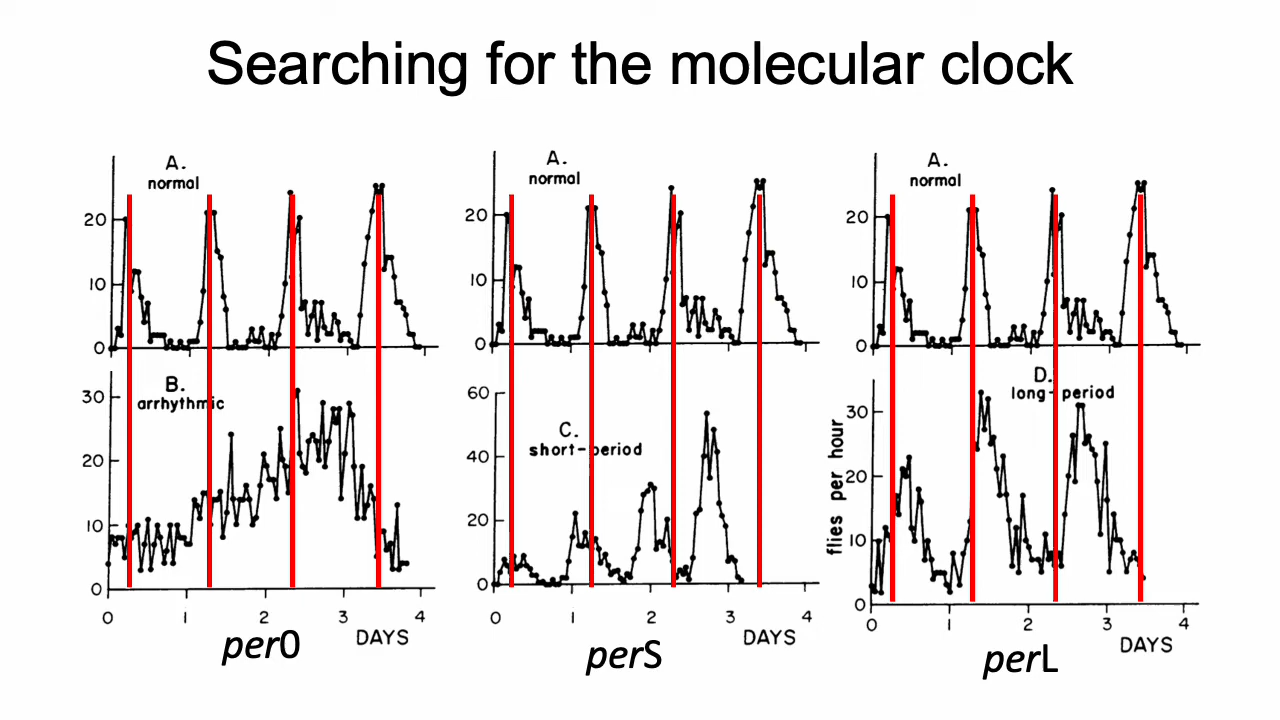 Searching for the molecular clock
A.
normal
20
10
0
B.
arrhythmic
30
20
10
0
0 1 2 3 4
DAYS
per0
A.
normal
20
10
0
C.
short-period
60
40
20
0
0 1 2 3 4
DAYS
perS
A.
normal
20
10
0
D.
long-period
flies per hour
30
20
10
0
0 1 2 3 4
DAYS
perL